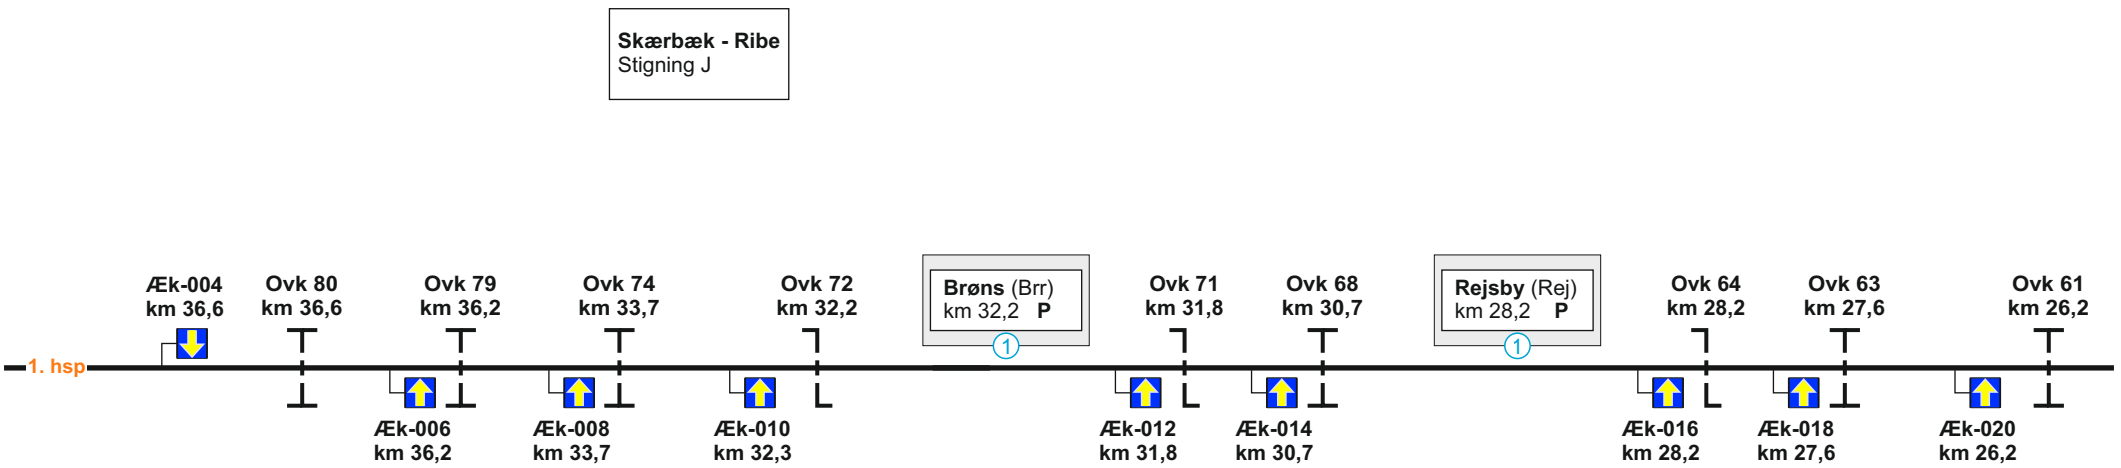 Skærbæk - Ribe
Stigning J
Æk-004
km 36,6
Ovk 80
km 36,6
Ovk 79
km 36,2
Ovk 74
km 33,7
Ovk 72
km 32,2
Brøns (Brr)
km 32,2 P
1
Ovk 71
km 31,8
Ovk 68
km 30,7
Rejsby (Rej)
km 28,2 P
1
Ovk 64
km 28,2
Ovk 63
km 27,6
Ovk 61
km 26,2
1. hsp
Æk-006
km 36,2
Æk-008
km 33,7
Æk-010
km 32,3
Æk-012
km 31,8
Æk-014
km 30,7
Æk-016
km 28,2
Æk-018
km 27,6
Æk-020
km 26,2